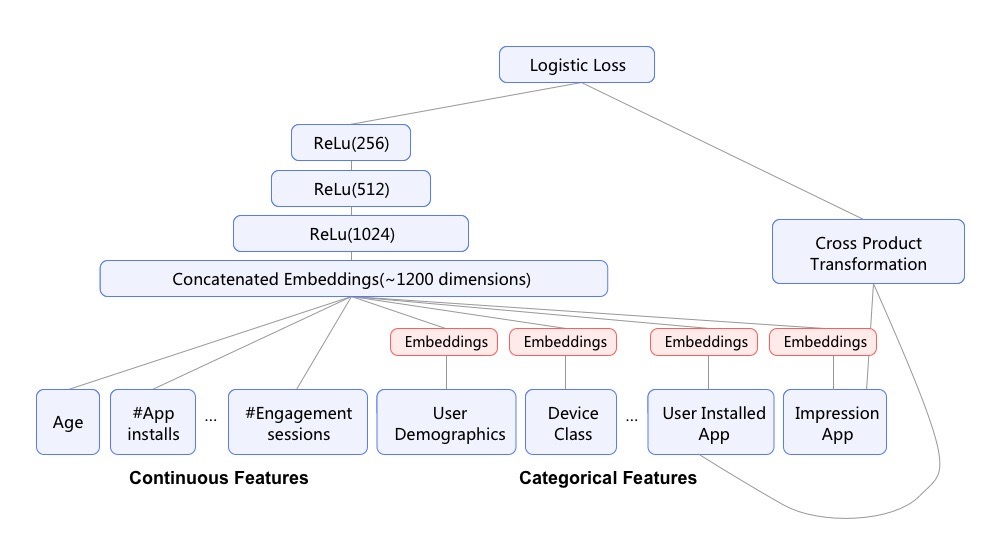 Logistic Loss
ReLu(256)
ReLu(512)
ReLu(1024)
Concatenated Embeddings(~1200 dimensions)
Cross Product
Transformation
Embeddings
Embeddings
Embeddings
Embeddings
Age
#App
installs
...
#Engagement
sessions
User
Demographics
Device
Class
...
User Installed
App
Impression
App
Continuous Features
Categorical Features